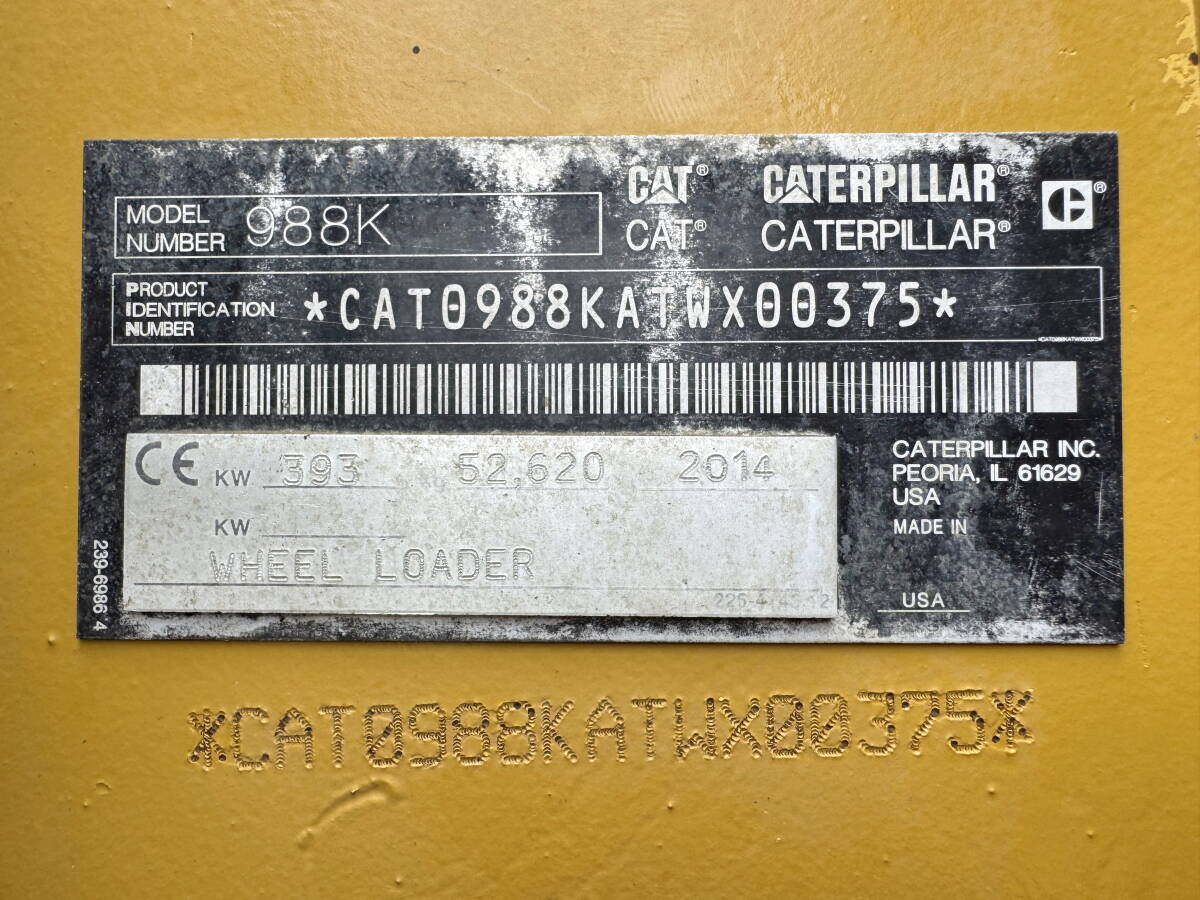 MODEL NUMBER 988K
CAT® CATERPILLAR®
CAT® CATERPILLAR®
PRODUCT IDENTIFICATION NUMBER *CAT0988KATWX00375*
*CAT0988KATWX00375*
CE KW 393 52,620 2014
KW
WHEEL LOADER
CATERPILLAR INC.
PEORIA, IL 61629
USA
MADE IN
USA
239-6986 4
*CAT0988KATWX00375*